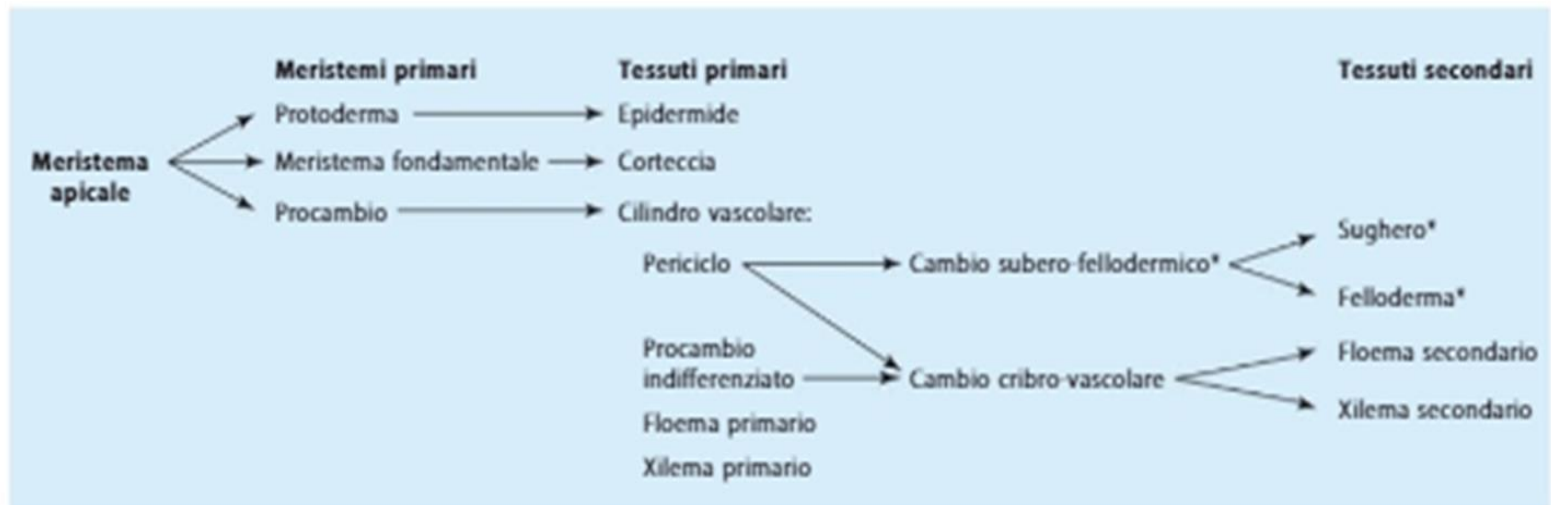 Meristemi primari
Tessuti primari
Tessuti secondari
Protoderma
Epidermide
Meristema
apicale
Meristema fondamentale
Corteccia
Procambio
Cilindro vascolare:
Periciclo
Cambio subero-fellodermico*
Sughero*
Felloderma*
Procambio
indifferenziato
Cambio cribro-vascolare
Floema secondario
Xilema secondario
Floema primario
Xilema primario